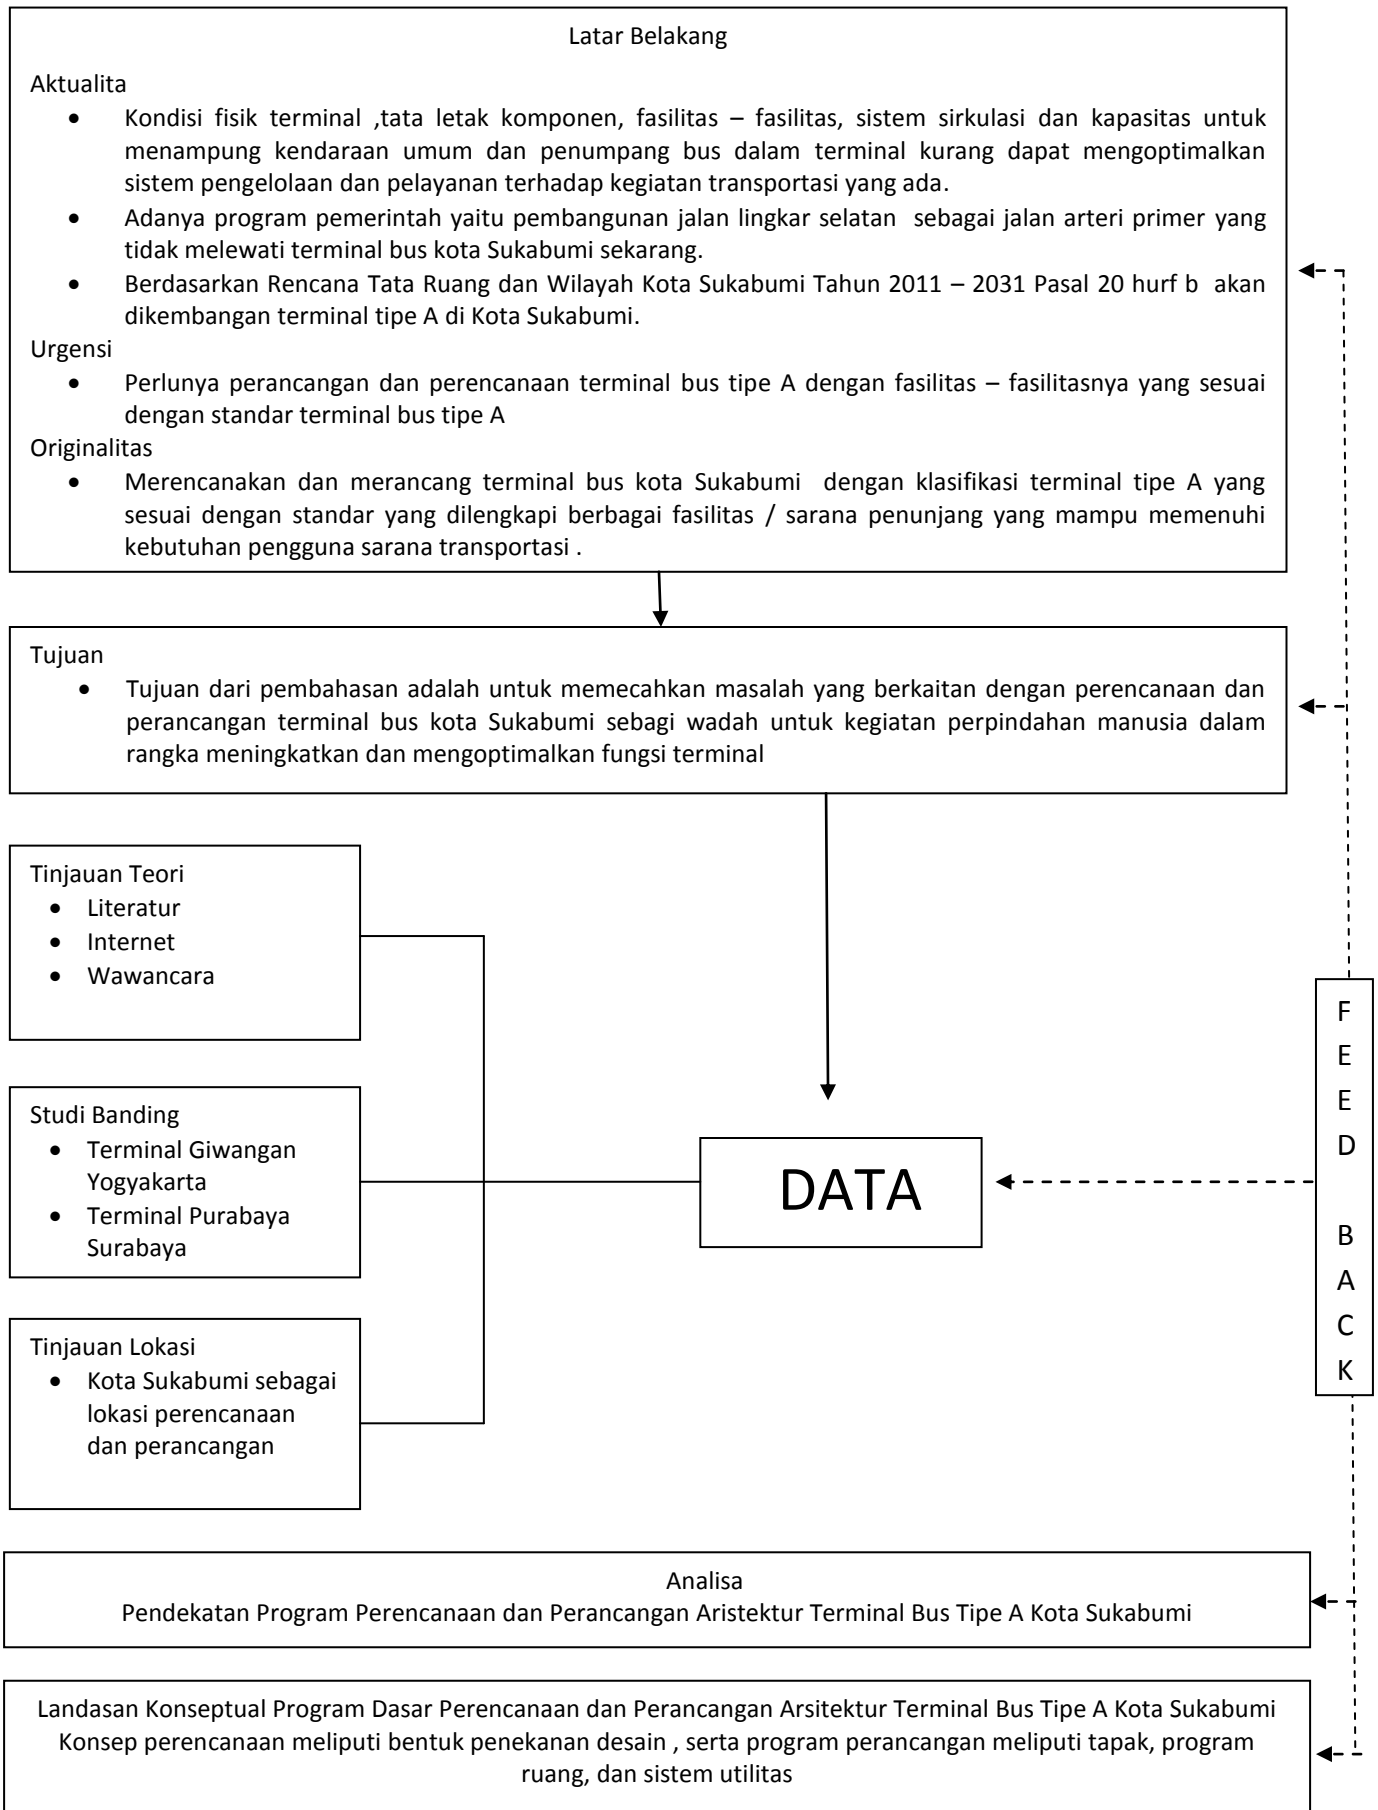 Latar Belakang
Aktualita
• Kondisi fisik terminal ,tata letak komponen, fasilitas – fasilitas, sistem sirkulasi dan kapasitas untuk
menampung kendaraan umum dan penumpang bus dalam terminal kurang dapat mengoptimalkan
sistem pengelolaan dan pelayanan terhadap kegiatan transportasi yang ada.
• Adanya program pemerintah yaitu pembangunan jalan lingkar selatan sebagai jalan arteri primer yang
tidak melewati terminal bus kota Sukabumi sekarang.
• Berdasarkan Rencana Tata Ruang dan Wilayah Kota Sukabumi Tahun 2011 – 2031 Pasal 20 hurf b akan
dikembangan terminal tipe A di Kota Sukabumi.
Urgensi
• Perlunya perancangan dan perencanaan terminal bus tipe A dengan fasilitas – fasilitasnya yang sesuai
dengan standar terminal bus tipe A
Originalitas
• Merencanakan dan merancang terminal bus kota Sukabumi dengan klasifikasi terminal tipe A yang
sesuai dengan standar yang dilengkapi berbagai fasilitas / sarana penunjang yang mampu memenuhi
kebutuhan pengguna sarana transportasi .
Tujuan
• Tujuan dari pembahasan adalah untuk memecahkan masalah yang berkaitan dengan perencanaan dan
perancangan terminal bus kota Sukabumi sebagi wadah untuk kegiatan perpindahan manusia dalam
rangka meningkatkan dan mengoptimalkan fungsi terminal
Tinjauan Teori
• Literatur
• Internet
• Wawancara
Studi Banding
• Terminal Giwangan
Yogyakarta
• Terminal Purabaya
Surabaya
Tinjauan Lokasi
• Kota Sukabumi sebagai
lokasi perencanaan
dan perancangan
DATA
F
E
E
D
B
A
C
K
Analisa
Pendekatan Program Perencanaan dan Perancangan Aristektur Terminal Bus Tipe A Kota Sukabumi
Landasan Konseptual Program Dasar Perencanaan dan Perancangan Arsitektur Terminal Bus Tipe A Kota Sukabumi
Konsep perencanaan meliputi bentuk penekanan desain , serta program perancangan meliputi tapak, program
ruang, dan sistem utilitas